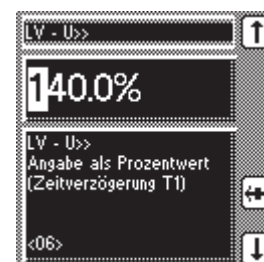 LV - U>>
140.0%
LV - U>>
Angabe als Prozentwert
(Zeitverzögerung T1)
<06>